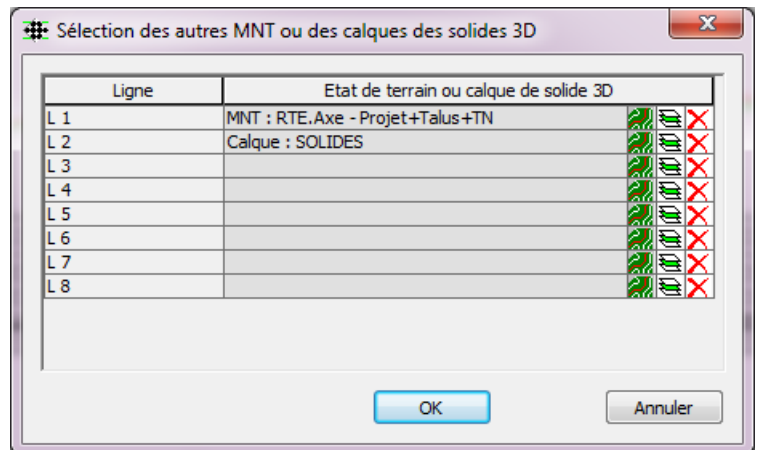 Sélection des autres MNT ou des calques des solides 3D
Ligne Etat de terrain ou calque de solide 3D
L 1 MNT : RTE.Axe - Projet+Talus+TN
L 2 Calque : SOLIDES
L 3
L 4
L 5
L 6
L 7
L 8
OK Annuler